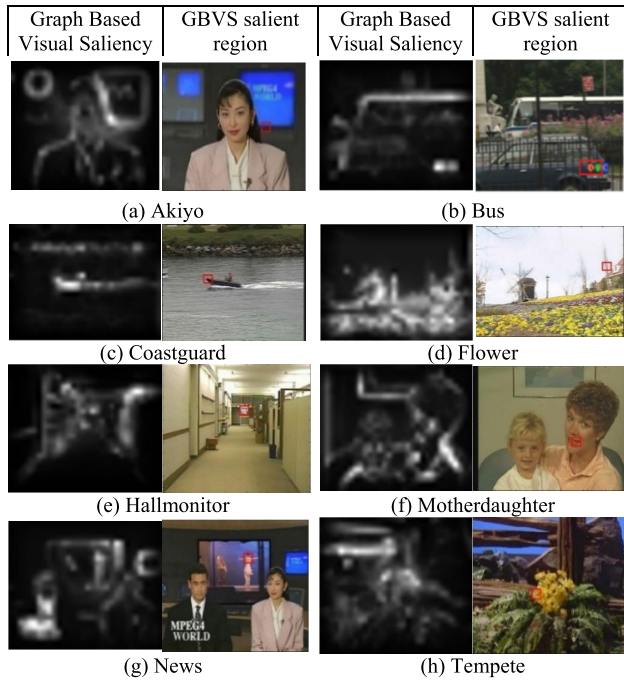 Graph Based Visual Saliency
GBVS salient region
Graph Based Visual Saliency
GBVS salient region
MPEG4
WORLD
(a) Akiyo
(b) Bus
(c) Coastguard
(d) Flower
(e) Hallmonitor
(f) Motherdaughter
MPEG4
WORLD
(g) News
(h) Tempete